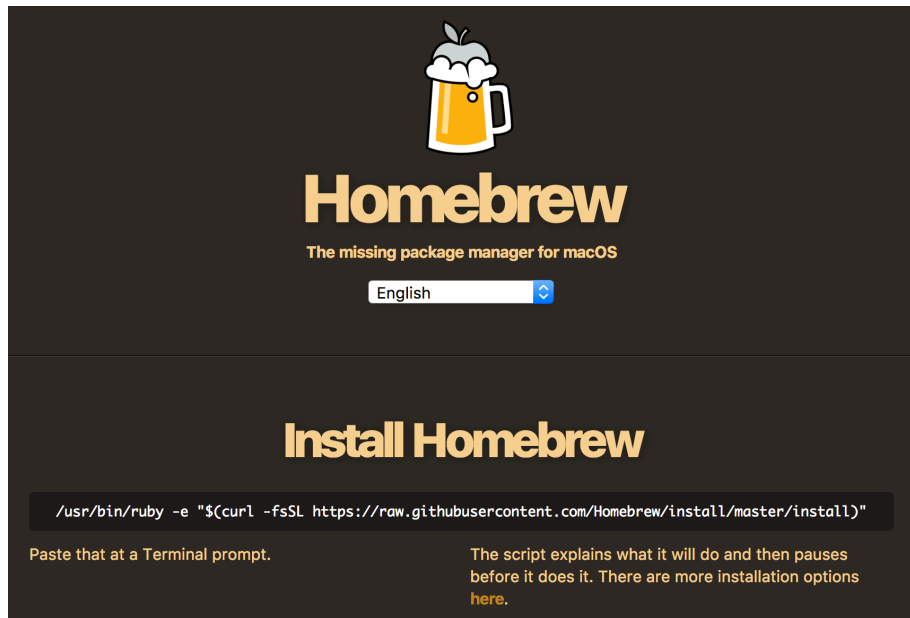 Homebrew
The missing package manager for macOS
English
Install Homebrew
/usr/bin/ruby -e "$(curl -fsSL https://raw.githubusercontent.com/Homebrew/install/master/install)"
Paste that at a Terminal prompt.
The script explains what it will do and then pauses
before it does it. There are more installation options
here.